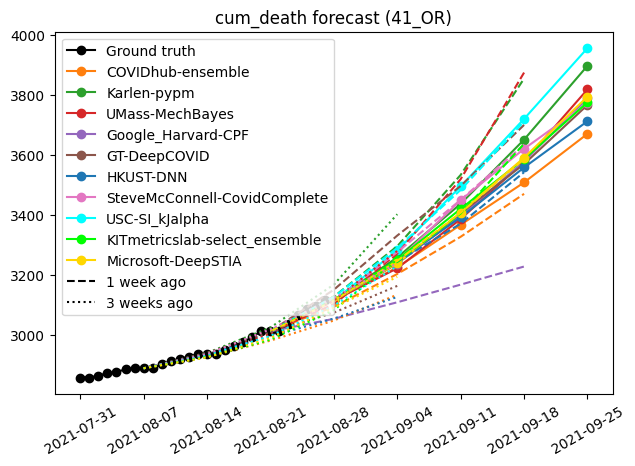 cum_death forecast (41_OR)
4000
3800
3600
3400
3200
3000
Ground truth
COVIDhub-ensemble
Karlen-pypm
UMass-MechBayes
Google_Harvard-CPF
GT-DeepCOVID
HKUST-DNN
SteveMcConnell-CovidComplete
USC-SI_kJalpha
KITmetricslab-select_ensemble
Microsoft-DeepSTIA
1 week ago
3 weeks ago
2021-07-31
2021-08-07
2021-08-14
2021-08-21
2021-08-28
2021-09-04
2021-09-11
2021-09-18
2021-09-25